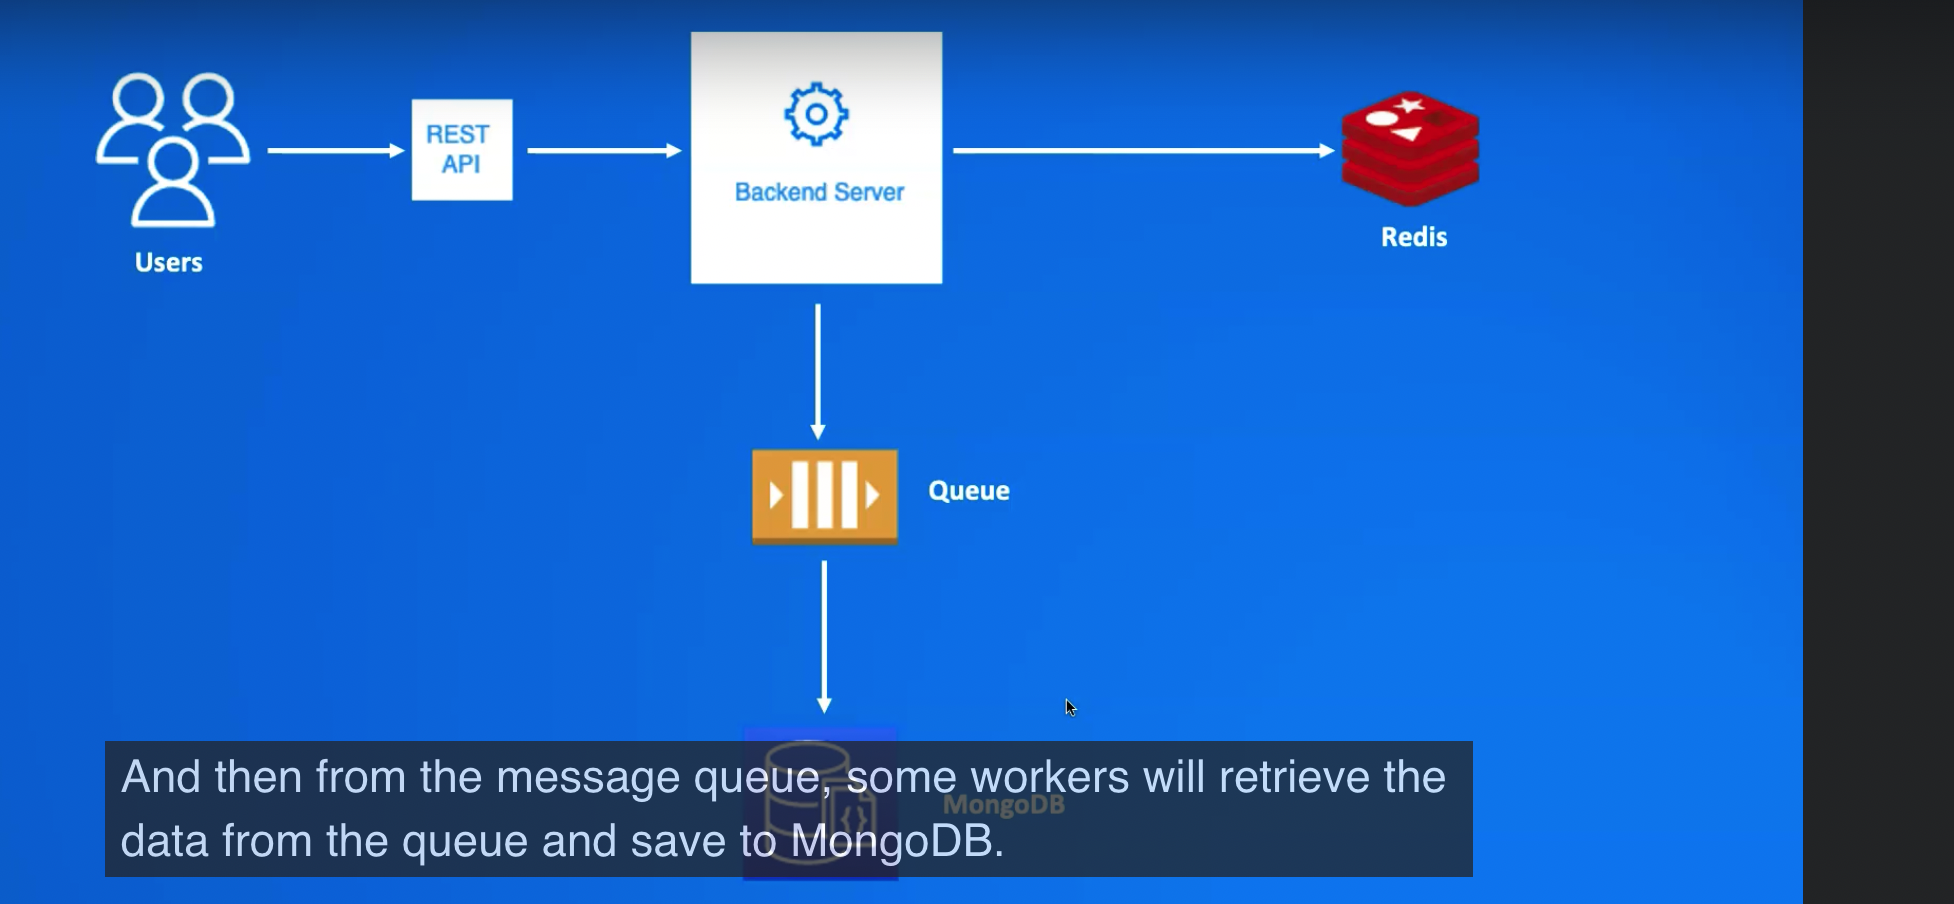 REST
API
Backend Server
Users
Redis
Queue
MongoDB
And then from the message queue, some workers will retrieve the
data from the queue and save to MongoDB.